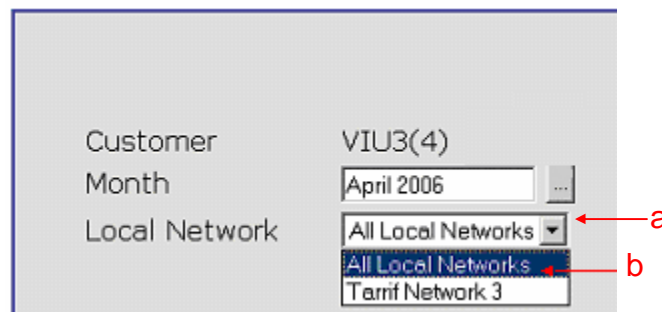 Customer VIU3(4)
Month April 2006 ...
Local Network All Local Networks a
All Local Networks b
Tarrif Network 3